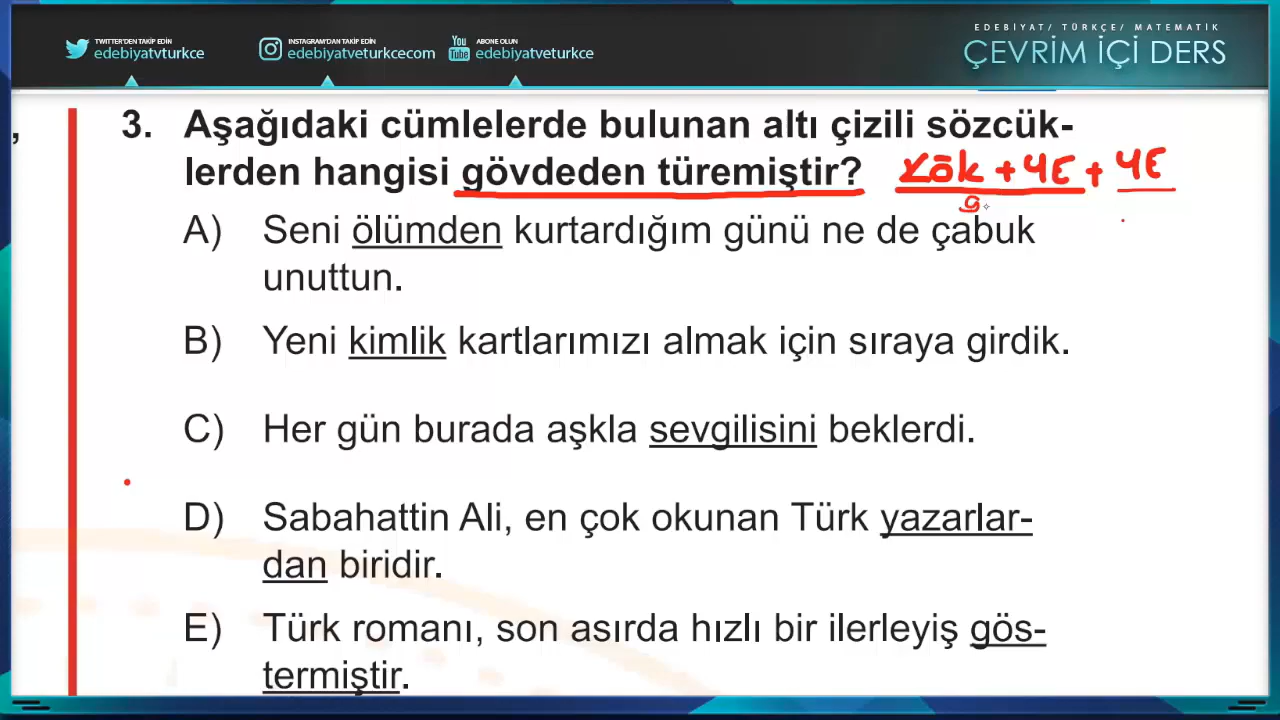 TWITTER'DAN TAKİP EDİN
edebiyatvturkce
INSTAGRAM'DAN TAKİP EDİN
edebiyatveturkcecom
You Tube
ABONE OLUN
edebiyatveturkce
EDEBİYAT/ TÜRKÇE/ MATEMATİK
ÇEVRİM İÇİ DERS
,
3. Aşağıdaki cümlelerde bulunan altı çizili sözcük-
lerden hangisi gövdeden türemiştir? Kök + YE + YE
g
A) Seni ölümden kurtardığım günü ne de çabuk
unuttun.
B) Yeni kimlik kartlarımızı almak için sıraya girdik.
C) Her gün burada aşkla sevgilisini beklerdi.
D) Sabahattin Ali, en çok okunan Türk yazarlar-
dan biridir.
E) Türk romanı, son asırda hızlı bir ilerleyiş gös-
termiştir.